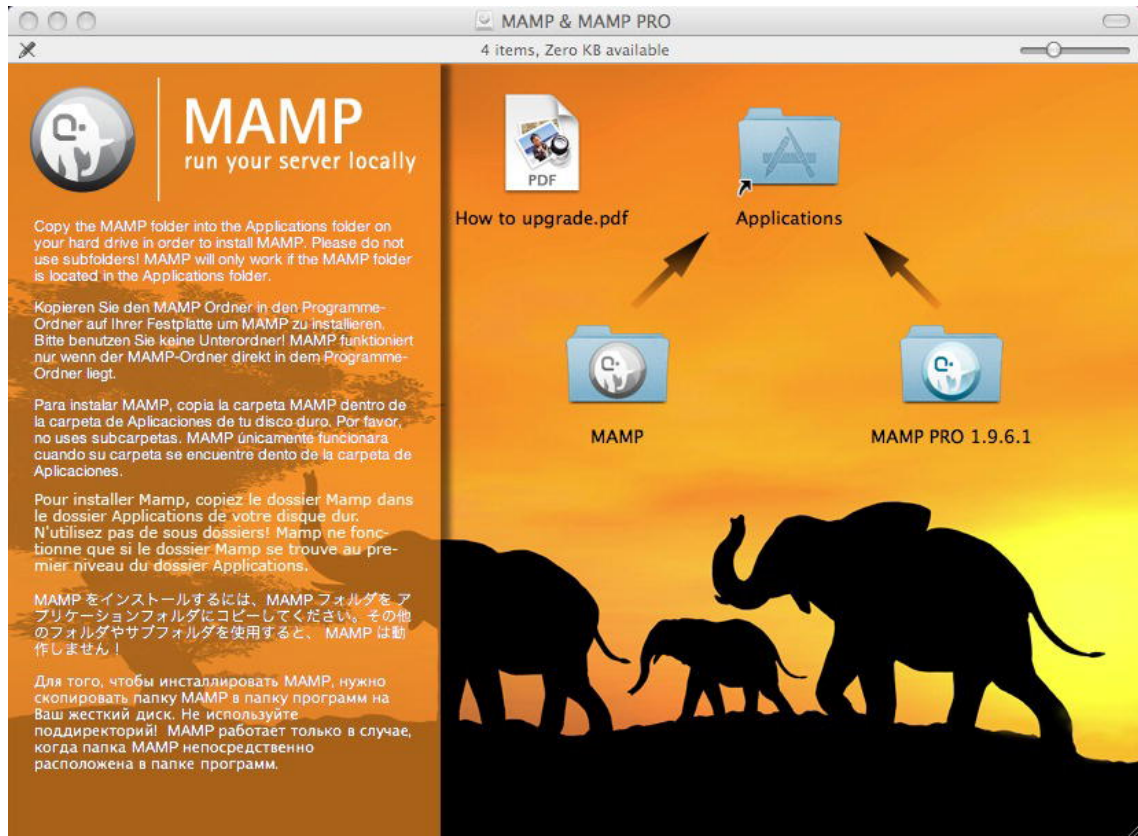 MAMP & MAMP PRO
4 items, Zero KB available
MAMP
run your server locally
Copy the MAMP folder into the Applications folder on
your hard drive in order to install MAMP. Please do not
use subfolders! MAMP will only work if the MAMP folder
is located in the Applications folder.
Kopieren Sie den MAMP Ordner in den Programme-
Ordner auf Ihrer Festplatte um MAMP zu installieren.
Bitte benutzen Sie keine Unterordner! MAMP funktioniert
nur wenn der MAMP-Ordner direkt in dem Programme-
Ordner liegt.
Para instalar MAMP, copia la carpeta MAMP dentro de
la carpeta de Aplicaciones de tu disco duro. Por favor,
no uses subcarpetas. MAMP únicamente funcionara
cuando su carpeta se encuentre dento de la carpeta de
Aplicaciones.
Pour installer Mamp, copiez le dossier Mamp dans
le dossier Applications de votre disque dur.
N'utilisez pas de sous dossiers! Mamp ne fonc-
tionne que si le dossier Mamp se trouve au pre-
mier niveau du dossier Applications.
MAMP をインストールするには、MAMP フォルダを ア
プリケーションフォルダにコピーしてください。その他
のフォルダやサブフォルダを使用すると、 MAMP は動
作しません！
Для того, чтобы инсталлировать MAMP, нужно
скопировать папку MAMP в папку программ на
Ваш жесткий диск. Не используйте
поддиректорий! MAMP работает только в случае,
когда папка MAMP непосредственно
расположена в папке программ.
PDF
How to upgrade.pdf
Applications
MAMP
MAMP PRO 1.9.6.1